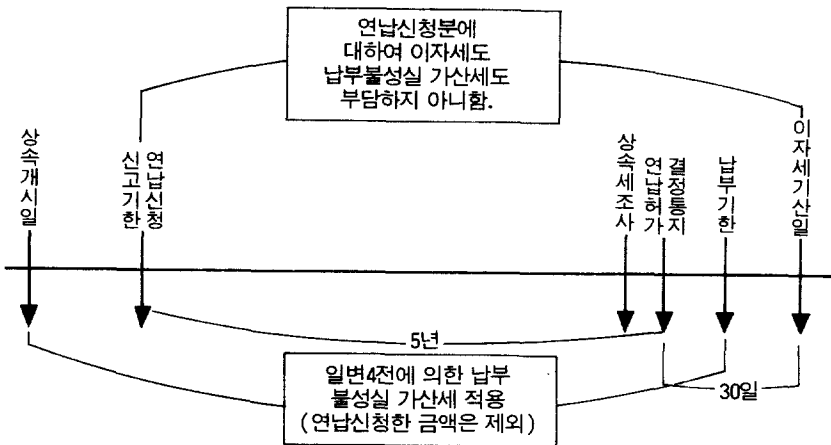 연납신청분에
대하여 이자세도
납부불성실 가산세도
부담하지 아니함.
상속개시일
신고기한
연납신청
상속세조사
연납허가
결정통지
납부기한
이자세기산일
5년
30일
일변4전에 의한 납부
불성실 가산세 적용
(연납신청한 금액은 제외)